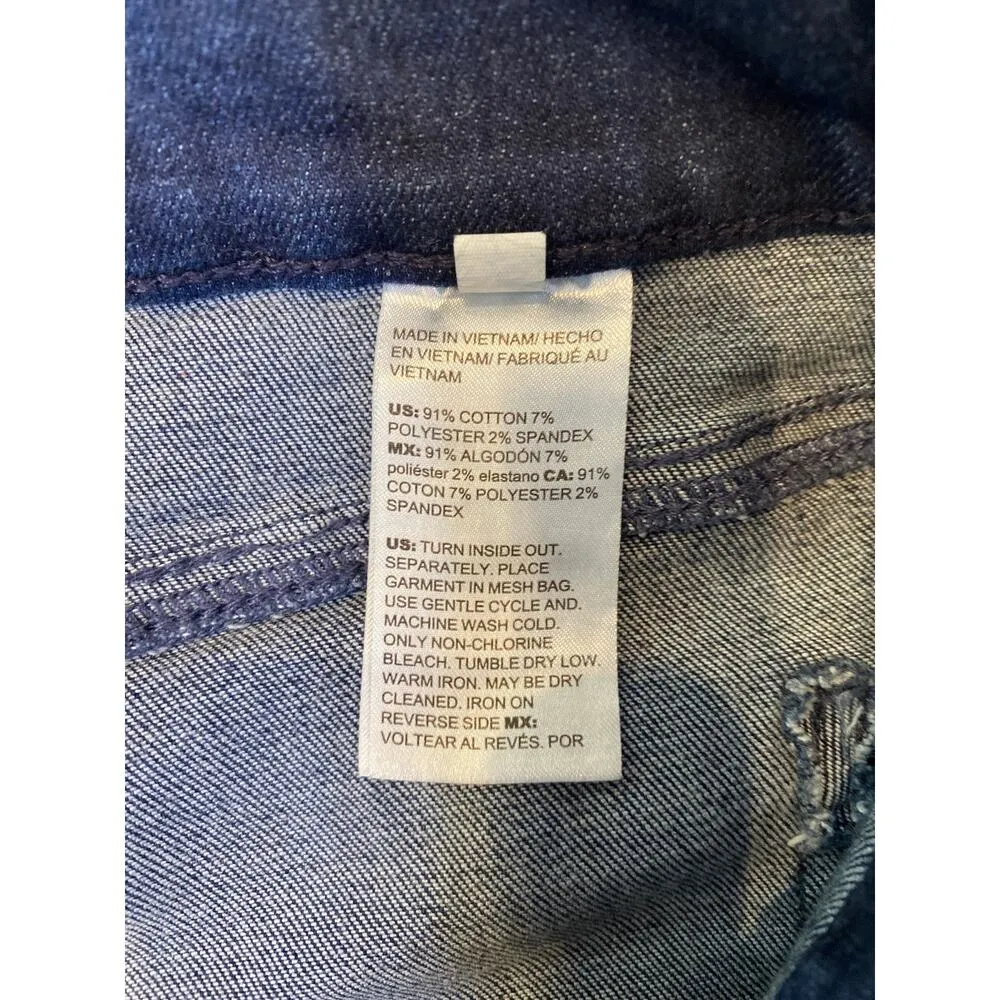 MADE IN VIETNAM/ HECHO
EN VIETNAM/ FABRIQUÉ AU
VIETNAM
US: 91% COTTON 7%
POLYESTER 2% SPANDEX
MX: 91% ALGODÓN 7%
poliéster 2% elastano CA: 91%
COTON 7% POLYESTER 2%
SPANDEX
US: TURN INSIDE OUT.
SEPARATELY. PLACE
GARMENT IN MESH BAG.
USE GENTLE CYCLE AND.
MACHINE WASH COLD.
ONLY NON-CHLORINE
BLEACH. TUMBLE DRY LOW.
WARM IRON. MAY BE DRY
CLEANED. IRON ON
REVERSE SIDE MX:
VOLTEAR AL REVÉS. POR